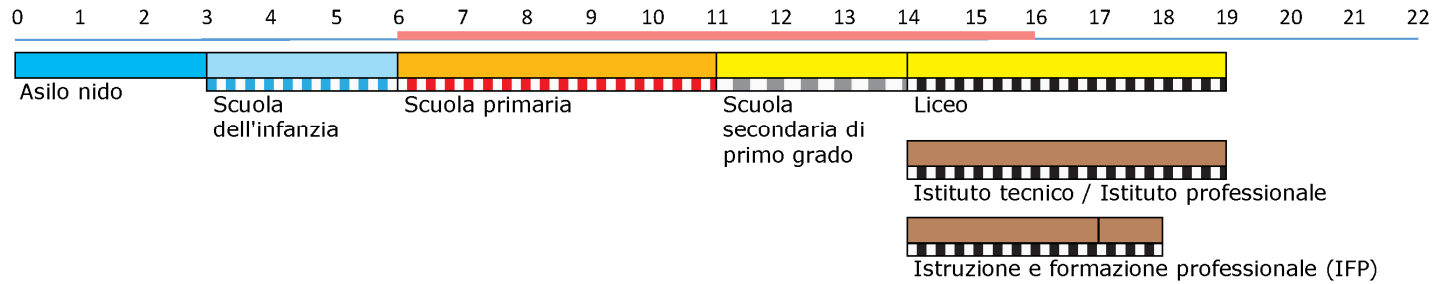 0 1 2 3 4 5 6 7 8 9 10 11 12 13 14 15 16 17 18 19 20 21 22
Asilo nido
Scuola
dell'infanzia
Scuola primaria
Scuola
secondaria di
primo grado
Liceo
Istituto tecnico / Istituto professionale
Istruzione e formazione professionale (IFP)